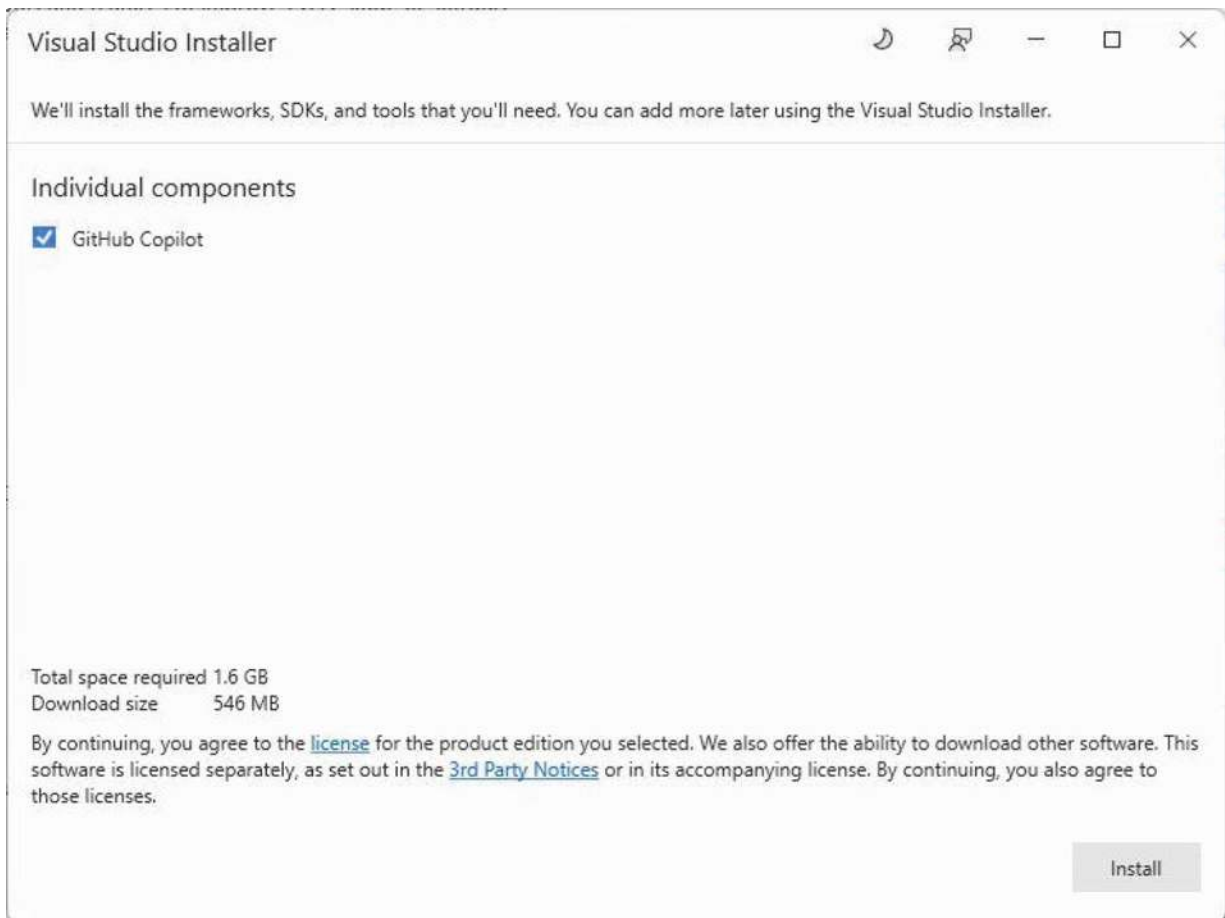 Visual Studio Installer
We'll install the frameworks, SDKs, and tools that you'll need. You can add more later using the Visual Studio Installer.
Individual components
GitHub Copilot
Total space required 1.6 GB
Download size 546 MB
By continuing, you agree to the license for the product edition you selected. We also offer the ability to download other software. This
software is licensed separately, as set out in the 3rd Party Notices or in its accompanying license. By continuing, you also agree to
those licenses.
Install